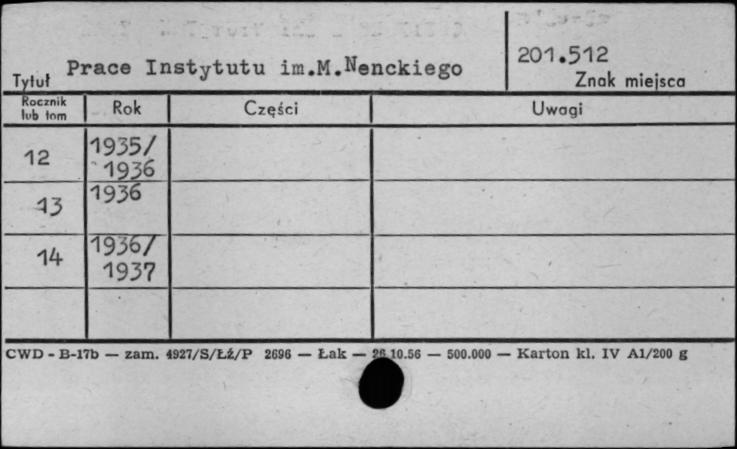 Tytuł Prace Instytutu im.M.Nenckiego
201.512
Znak miejsca
Rocznik lub tom Rok Części Uwagi
12 1935/
1936
13 1936
14 1936/
1937
CWD - B-17b — zam. 4927/S/Łź/P 2696 — Łak — 26.10.56 — 500.000 — Karton kl. IV A1/200 g